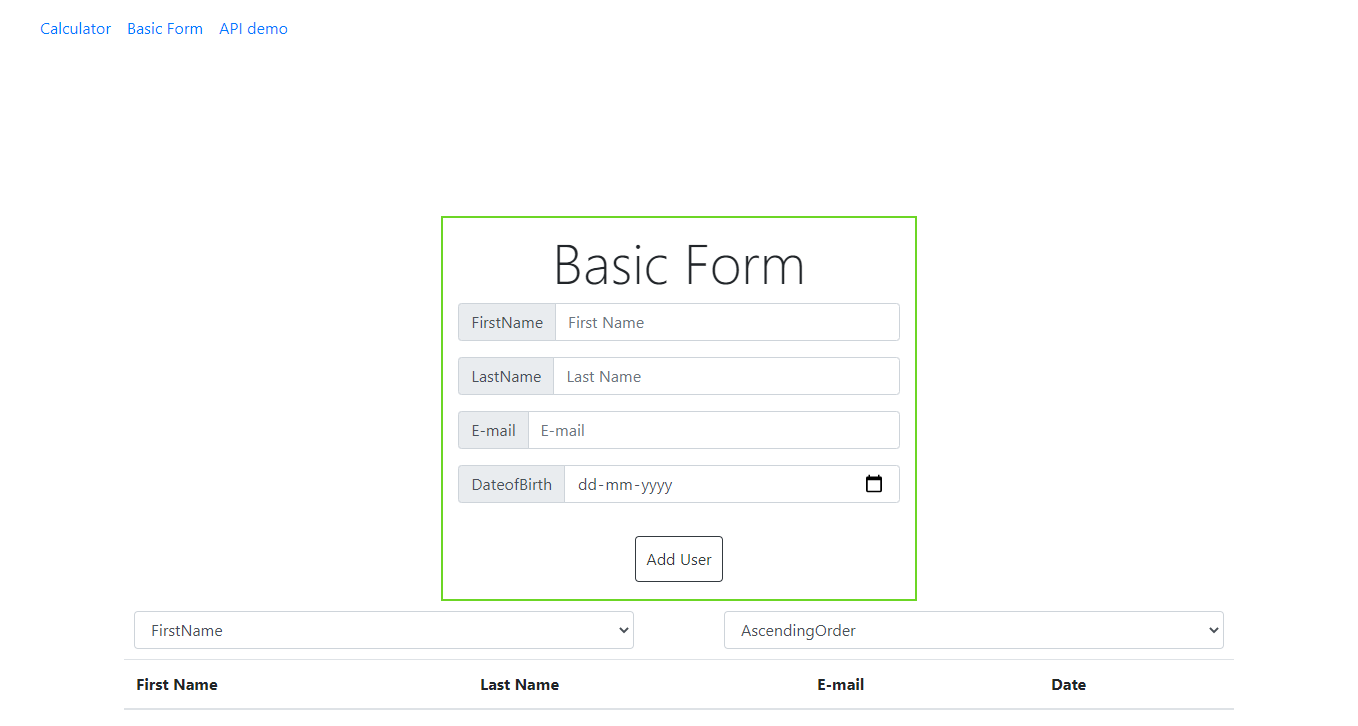 Calculator Basic Form API demo
Basic Form
FirstName First Name
LastName Last Name
E-mail E-mail
DateofBirth dd-mm-yyyy
Add User
FirstName AscendingOrder
First Name Last Name E-mail Date